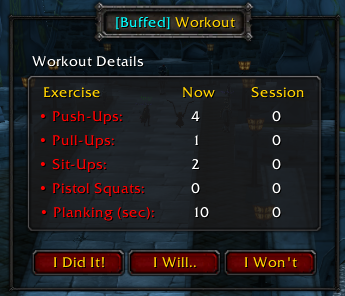 [Buffed] Workout
Workout Details
Exercise Now Session
• Push-Ups: 4 0
• Pull-Ups: 1 0
• Sit-Ups: 2 0
• Pistol Squats: 0 0
• Planking (sec): 10 0
I Did It! I Will.. I Won't